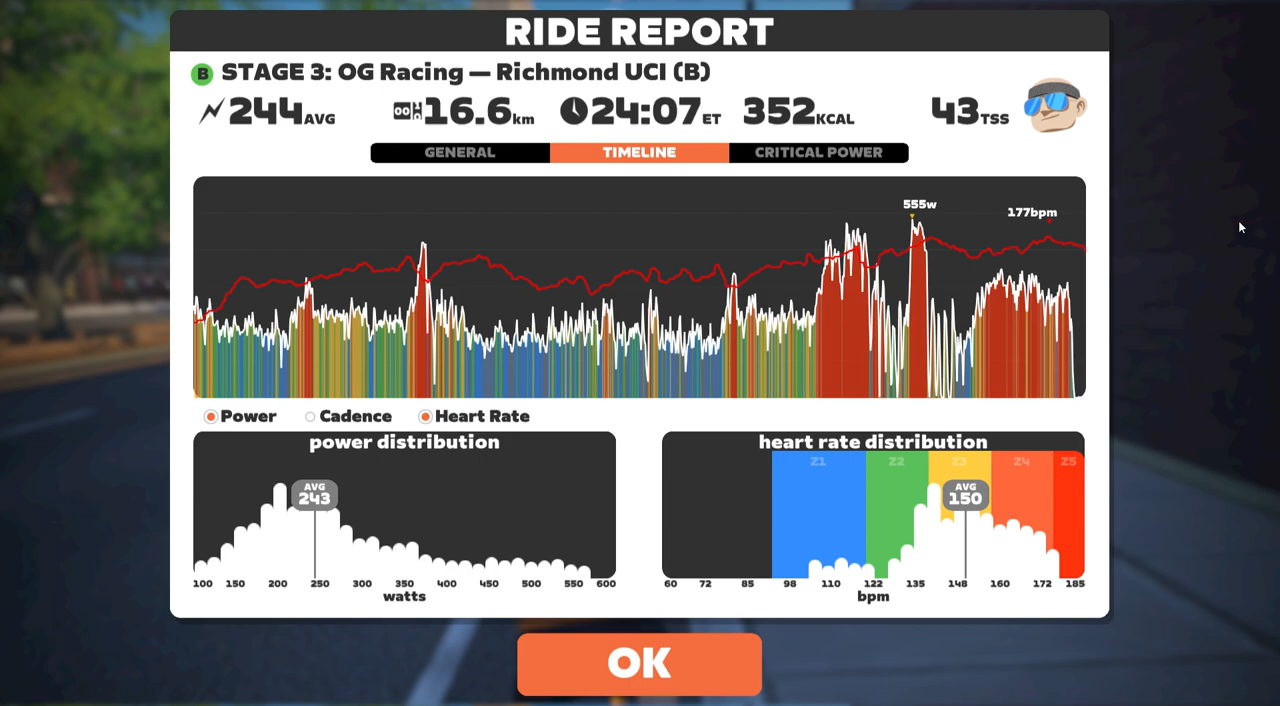 RIDE REPORT
B STAGE 3: OG Racing — Richmond UCI (B)
244AVG 16.6km 24:07ET 352KCAL 43TSS
GENERAL TIMELINE CRITICAL POWER
555w
177bpm
Power Cadence Heart Rate
power distribution
AVG
243
100 150 200 250 300 350 400 450 500 550 600
watts
heart rate distribution
Z1 Z2 Z3 Z4 Z5
AVG
150
60 72 85 98 110 122 135 148 160 172 185
bpm
OK